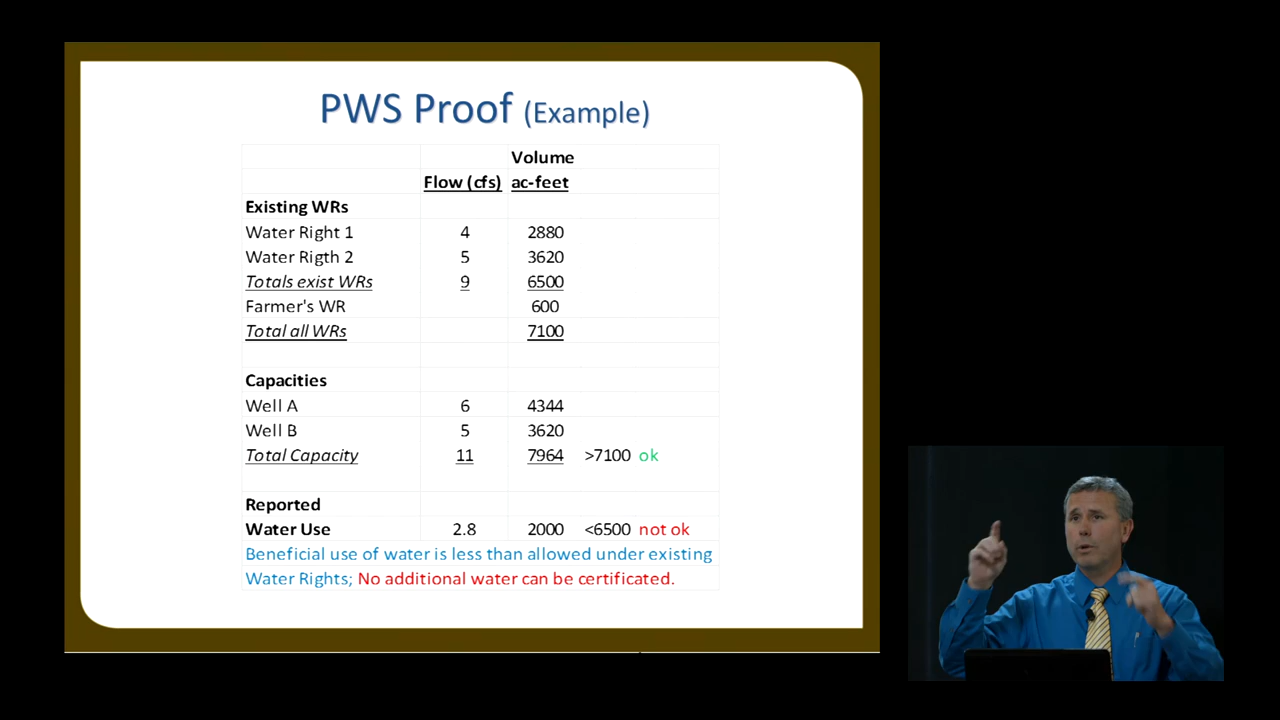 PWS Proof (Example)
Volume
Flow (cfs) ac-feet
Existing WRs
Water Right 1 4 2880
Water Rigth 2 5 3620
Totals exist WRs 9 6500
Farmer's WR 600
Total all WRs 7100
Capacities
Well A 6 4344
Well B 5 3620
Total Capacity 11 7964 >7100 ok
Reported
Water Use 2.8 2000 <6500 not ok
Beneficial use of water is less than allowed under existing
Water Rights; No additional water can be certificated.